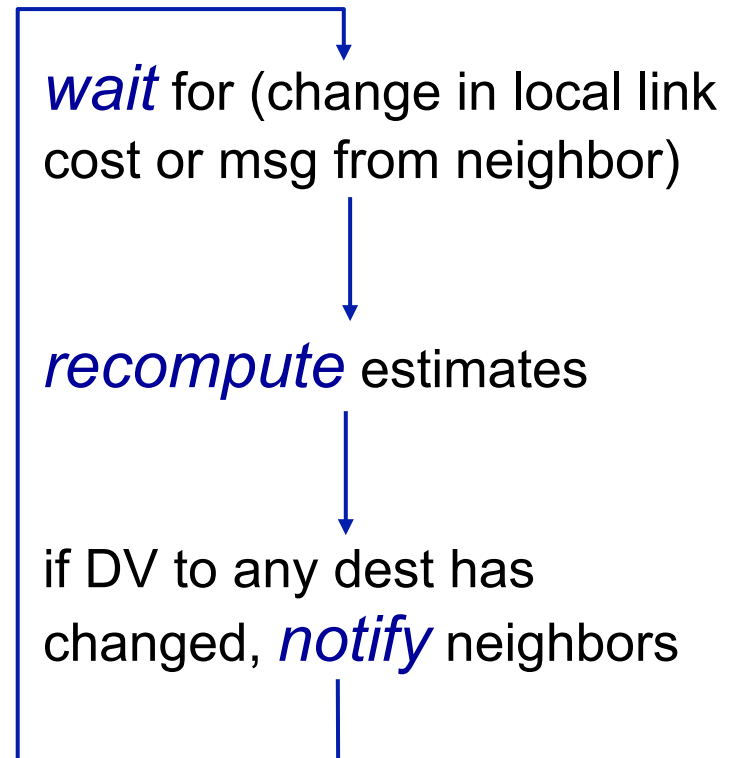 wait for (change in local link
cost or msg from neighbor)
recompute estimates
if DV to any dest has
changed, notify neighbors